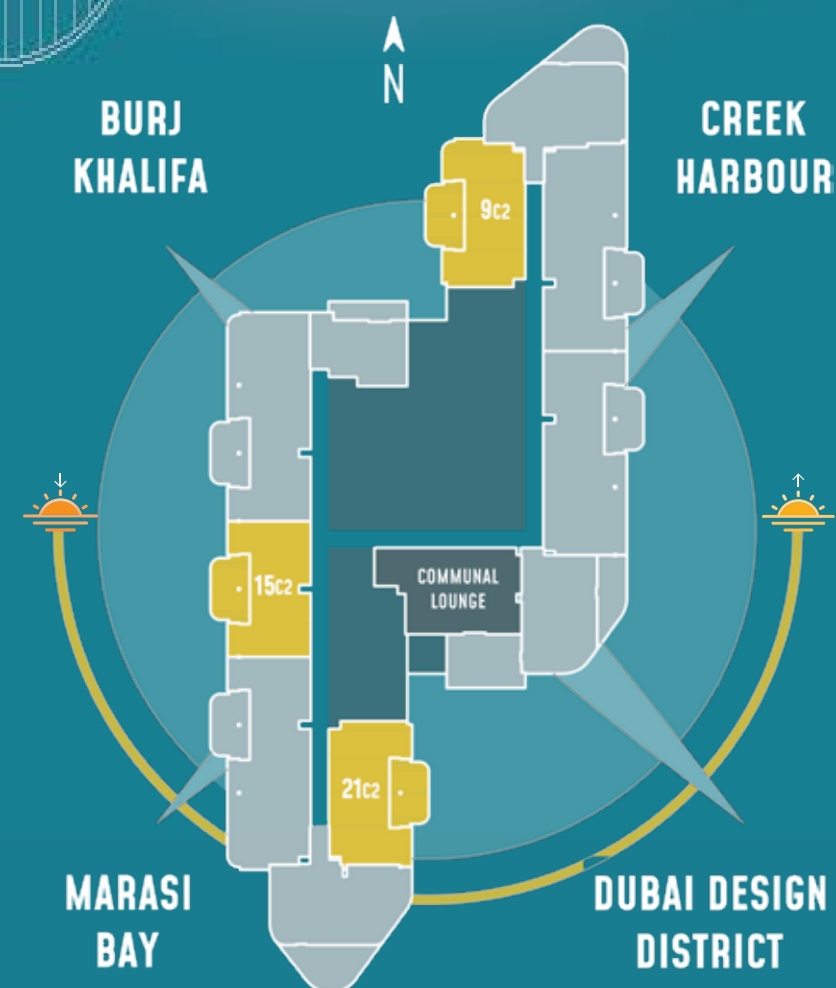 N
BURJ
KHALIFA
CREEK
HARBOUR
9C2
15C2
COMMUNAL
LOUNGE
21C2
MARASI
BAY
DUBAI DESIGN
DISTRICT